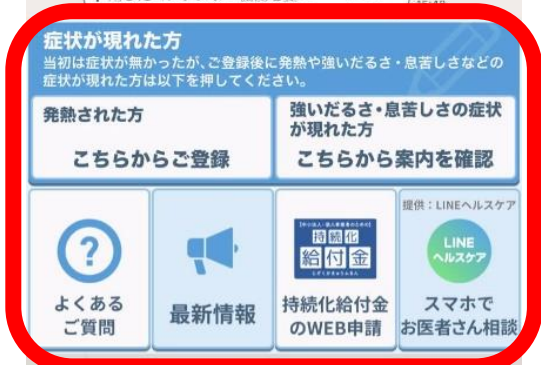 症状が現れた方
当初は症状が無かったが、ご登録後に発熱や強いだるさ・息苦しさなどの
症状が現れた方は以下を押してください。
発熱された方
こちらからご登録
強いだるさ・息苦しさの症状
が現れた方
こちらから案内を確認
?
よくある
ご質問
最新情報
持続化
給付金
持続化給付金
のWEB申請
提供：LINEヘルスケア
LINE
ヘルスケア
スマホで
お医者さん相談